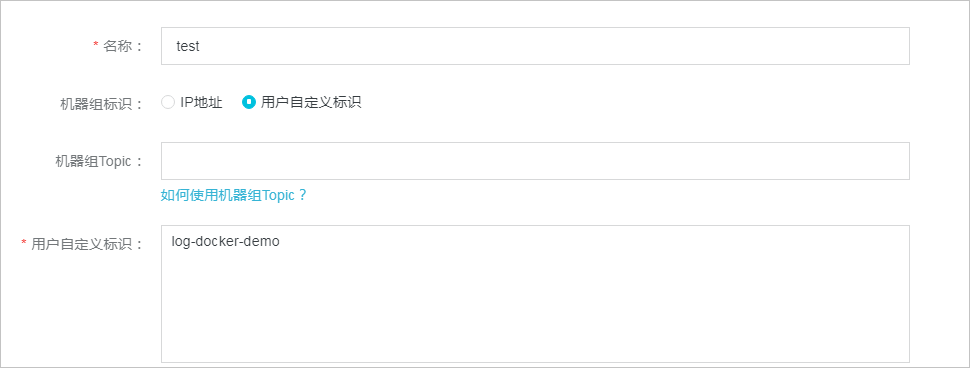 * 名称： test
机器组标识： IP地址 用户自定义标识
机器组Topic：
如何使用机器组Topic？
* 用户自定义标识： log-docker-demo